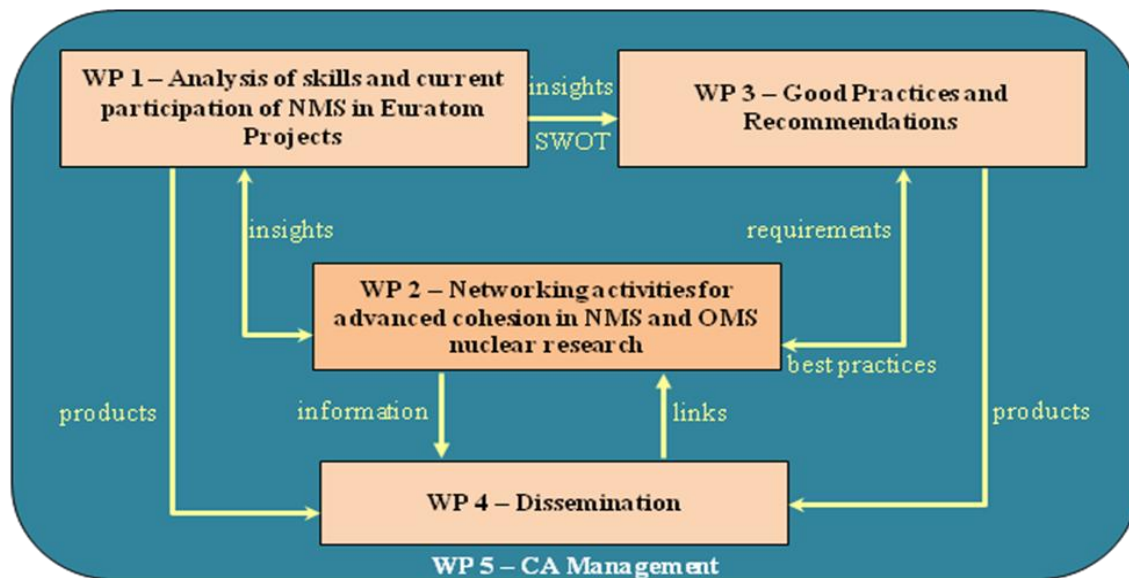 WP 1 – Analysis of skills and current
participation of NMS in Euratom
Projects
insights
SWOT
WP 3 – Good Practices and
Recommendations
insights
requirements
WP 2 – Networking activities for
advanced cohesion in NMS and OMS
nuclear research
best practices
products
information
links
products
WP 4 – Dissemination
WP 5 – CA Management